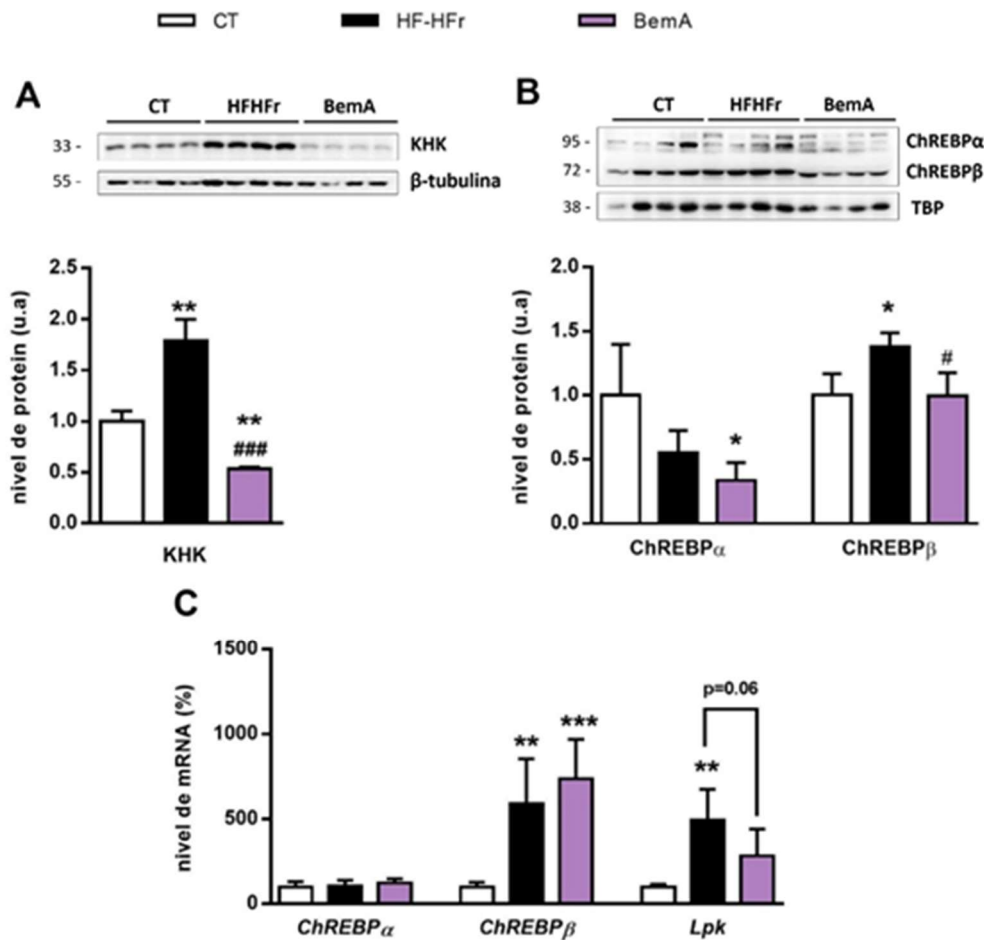 CT HF-HFr BemA
A
CT HFHFr BemA
33 - KHK
55 - β-tubulina
2.5
2.0
1.5
1.0
0.5
0.0
nivel de protein (u.a)
**
**
###
KHK
B
CT HFHFr BemA
95 - ChREBPα
72 - ChREBPβ
38 - TBP
2.0
1.5
1.0
0.5
0.0
nivel de protein (u.a)
*
*
#
ChREBPα ChREBPβ
C
1500
1000
500
0
nivel de mRNA (%)
** *** ** p=0.06
ChREBPα ChREBPβ Lpk